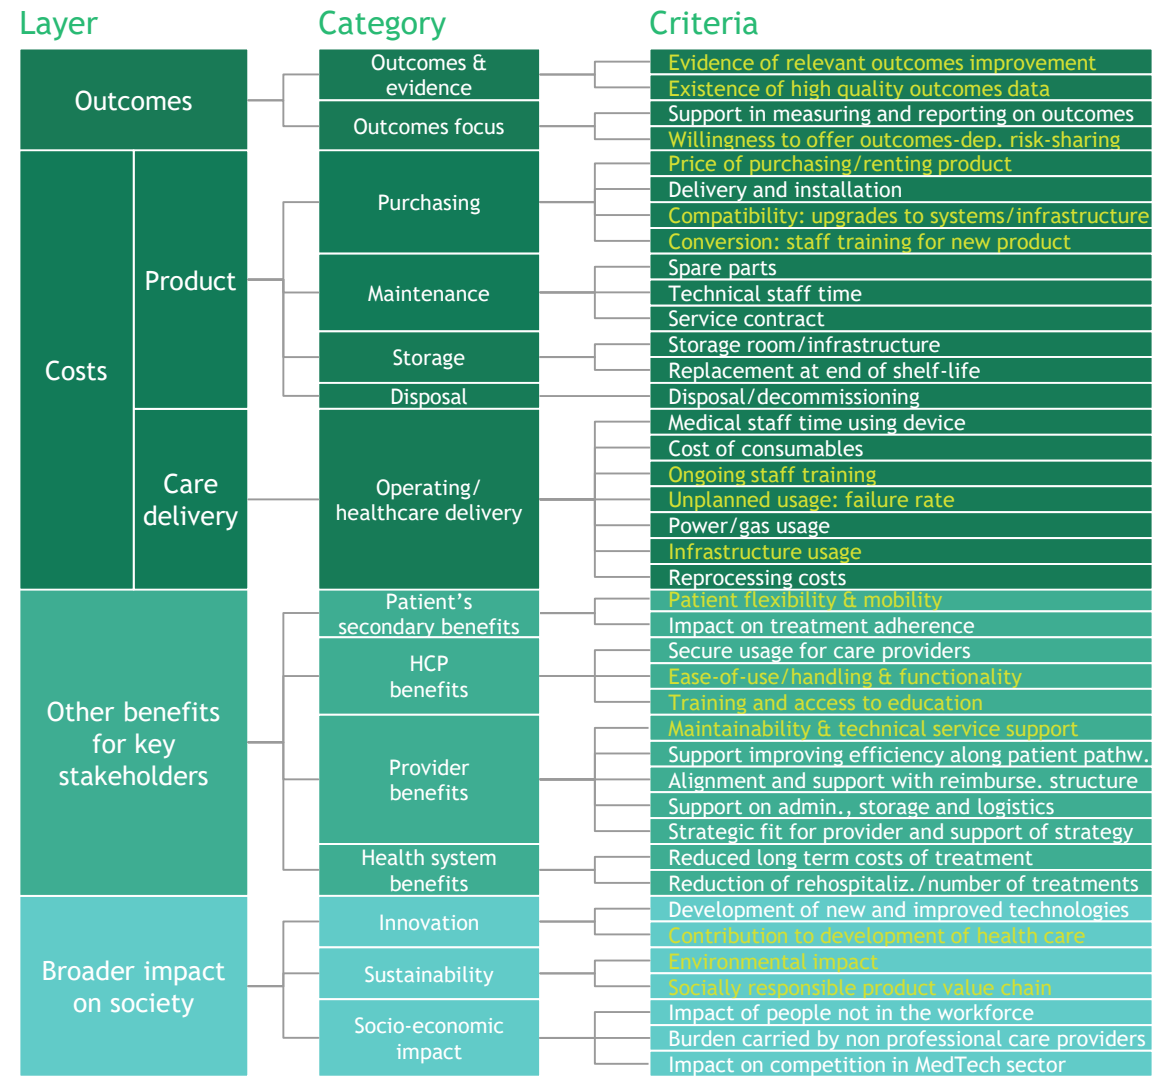 Layer
Category
Criteria
Outcomes
Outcomes &
evidence
Evidence of relevant outcomes improvement
Existence of high quality outcomes data
Outcomes focus
Support in measuring and reporting on outcomes
Willingness to offer outcomes-dep. risk-sharing
Costs
Product
Purchasing
Price of purchasing/renting product
Delivery and installation
Compatibility: upgrades to systems/infrastructure
Conversion: staff training for new product
Maintenance
Spare parts
Technical staff time
Service contract
Storage
Storage room/infrastructure
Replacement at end of shelf-life
Disposal
Disposal/decommissioning
Care
delivery
Operating/
healthcare delivery
Medical staff time using device
Cost of consumables
Ongoing staff training
Unplanned usage: failure rate
Power/gas usage
Infrastructure usage
Reprocessing costs
Other benefits
for key
stakeholders
Patient's
secondary benefits
Patient flexibility & mobility
Impact on treatment adherence
HCP
benefits
Secure usage for care providers
Ease-of-use/handling & functionality
Training and access to education
Provider
benefits
Maintainability & technical service support
Support improving efficiency along patient pathw.
Alignment and support with reimburse. structure
Support on admin., storage and logistics
Strategic fit for provider and support of strategy
Health system
benefits
Reduced long term costs of treatment
Reduction of rehospitaliz./number of treatments
Broader impact
on society
Innovation
Development of new and improved technologies
Contribution to development of health care
Sustainability
Environmental impact
Socially responsible product value chain
Socio-economic
impact
Impact of people not in the workforce
Burden carried by non professional care providers
Impact on competition in MedTech sector